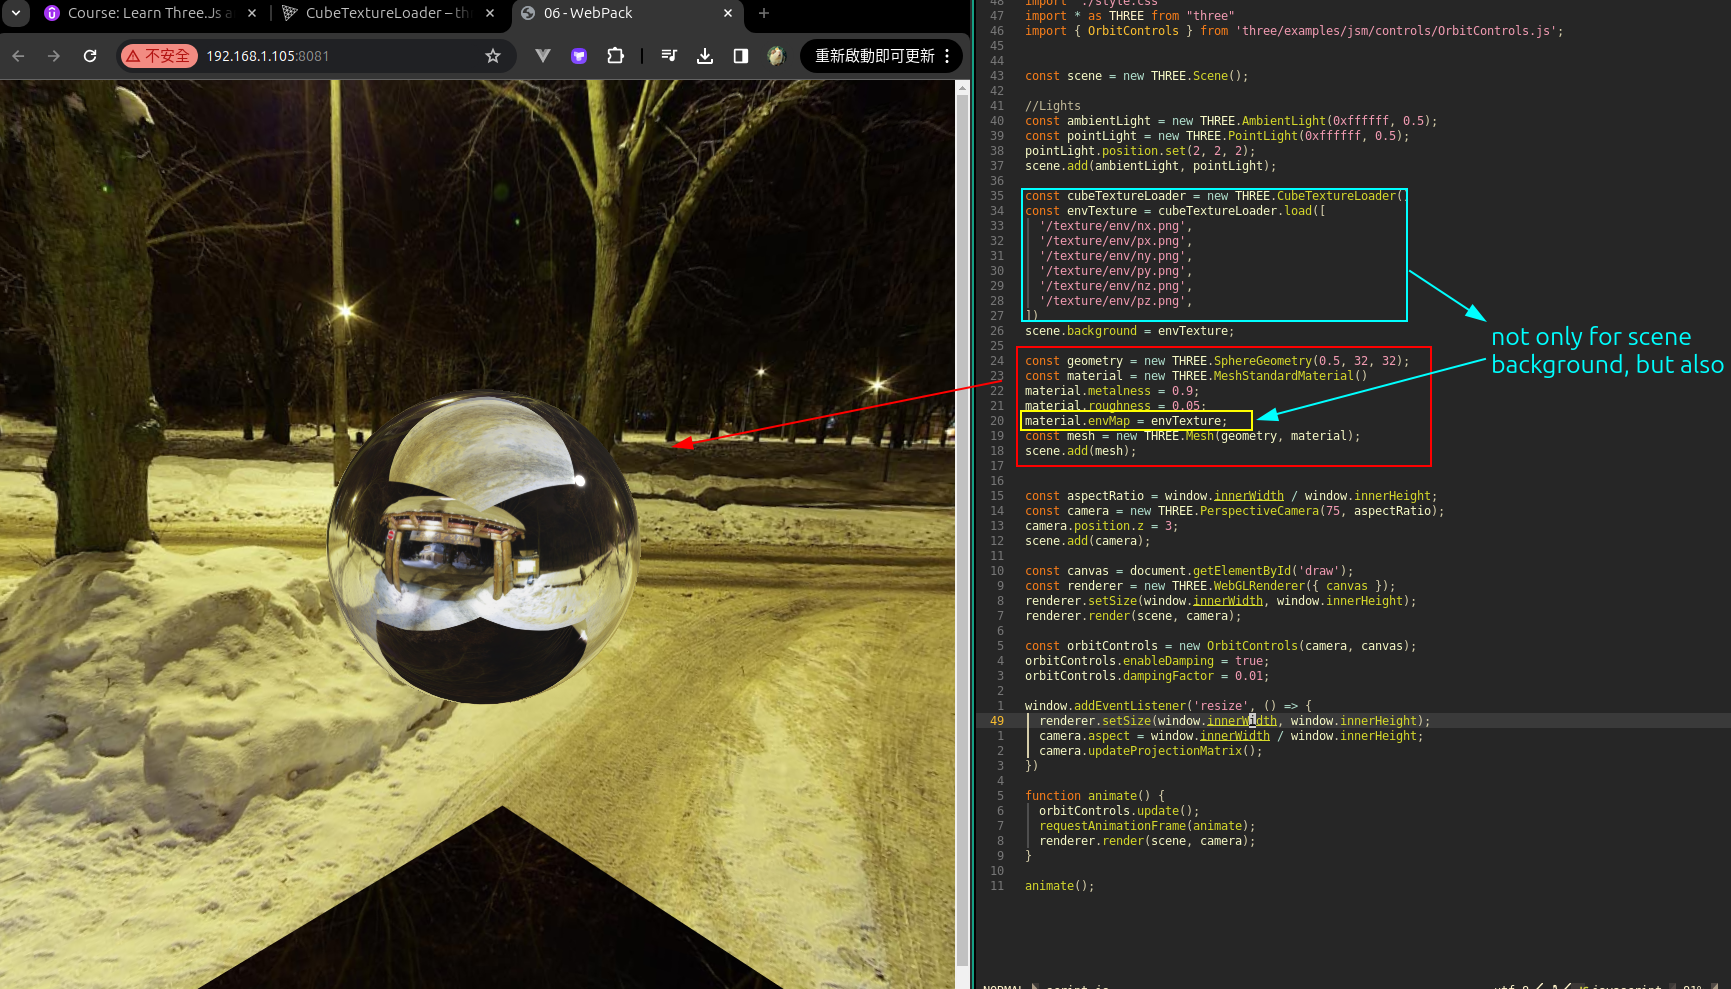 Course: Learn Three.Js a
CubeTextureLoader – th
06 - WebPack
不安全
192.168.1.105:8081
重新啟動即可更新
48 import './style.css'
47 import * as THREE from "three"
46 import { OrbitControls } from 'three/examples/jsm/controls/OrbitControls.js';
45
44
43 const scene = new THREE.Scene();
42
41 //Lights
40 const ambientLight = new THREE.AmbientLight(0xffffff, 0.5);
39 const pointLight = new THREE.PointLight(0xffffff, 0.5);
38 pointLight.position.set(2, 2, 2);
37 scene.add(ambientLight, pointLight);
36
35 const cubeTextureLoader = new THREE.CubeTextureLoader()
34 const envTexture = cubeTextureLoader.load([
33 '/texture/env/nx.png',
32 '/texture/env/px.png',
31 '/texture/env/ny.png',
30 '/texture/env/py.png',
29 '/texture/env/nz.png',
28 '/texture/env/pz.png',
27 ])
26 scene.background = envTexture;
25
24 const geometry = new THREE.SphereGeometry(0.5, 32, 32);
23 const material = new THREE.MeshStandardMaterial()
22 material.metalness = 0.9;
21 material.roughness = 0.05;
20 material.envMap = envTexture;
19 const mesh = new THREE.Mesh(geometry, material);
18 scene.add(mesh);
17
16
15 const aspectRatio = window.innerWidth / window.innerHeight;
14 const camera = new THREE.PerspectiveCamera(75, aspectRatio);
13 camera.position.z = 3;
12 scene.add(camera);
11
10 const canvas = document.getElementById('draw');
9 const renderer = new THREE.WebGLRenderer({ canvas });
8 renderer.setSize(window.innerWidth, window.innerHeight);
7 renderer.render(scene, camera);
6
5 const orbitControls = new OrbitControls(camera, canvas);
4 orbitControls.enableDamping = true;
3 orbitControls.dampingFactor = 0.01;
2
1 window.addEventListener('resize', () => {
49 renderer.setSize(window.innerWidth, window.innerHeight);
1 camera.aspect = window.innerWidth / window.innerHeight;
2 camera.updateProjectionMatrix();
3 })
4
5 function animate() {
6 orbitControls.update();
7 requestAnimationFrame(animate);
8 renderer.render(scene, camera);
9 }
10
11 animate();
not only for scene
background, but also